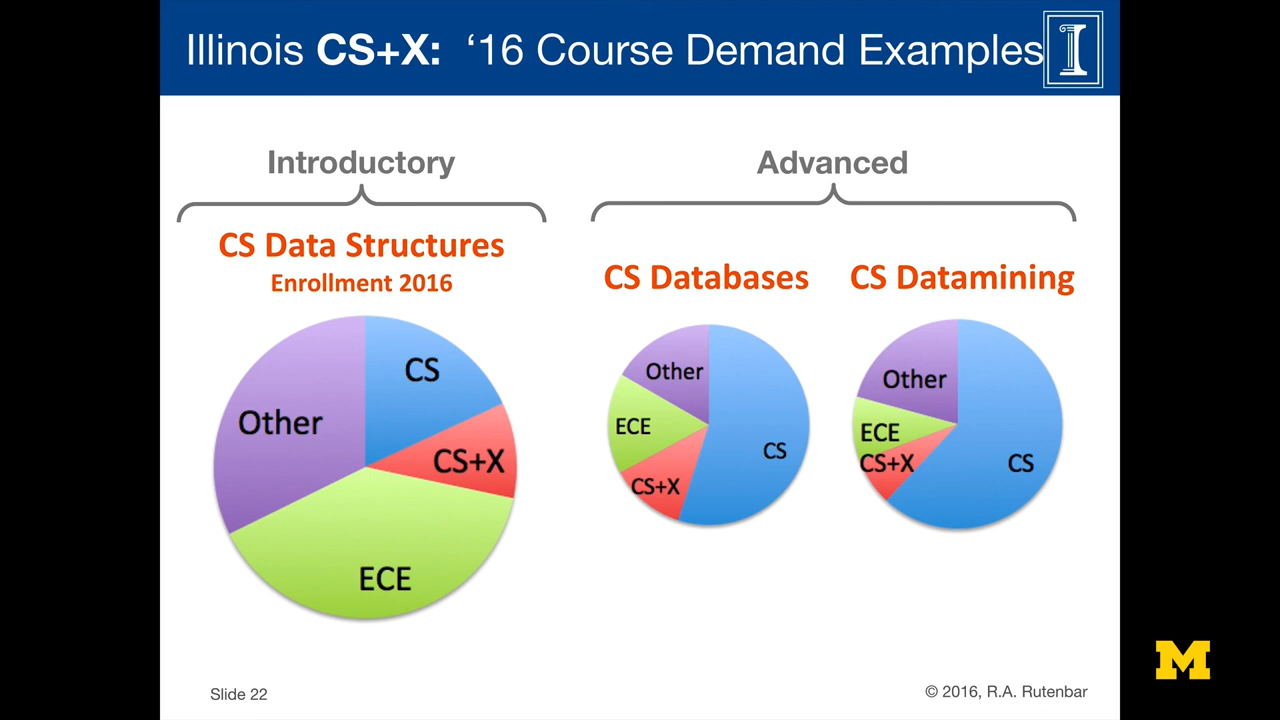 Illinois CS+X: ‘16 Course Demand Examples
Introductory
CS Data Structures
Enrollment 2016
CS
CS+X
ECE
Other
Advanced
CS Databases
Other
ECE
CS+X
CS
CS Datamining
Other
ECE
CS+X
CS
Slide 22
© 2016, R.A. Rutenbar
M